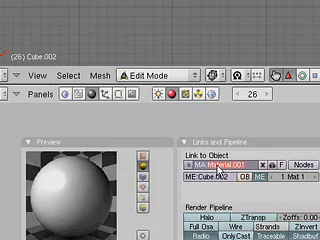 (26) Cube.002
View Select Mesh Edit Mode
Panels 26
Preview
Links and Pipeline
Link to Object
MA:Material.001 X F Nodes
ME:Cube.002 OB ME 1 Mat 1
Render Pipeline
Halo ZTransp Zoffs: 0.00
Full Osa Wire Strands ZInvert
Radio Only Cast Traceable Shadbuf